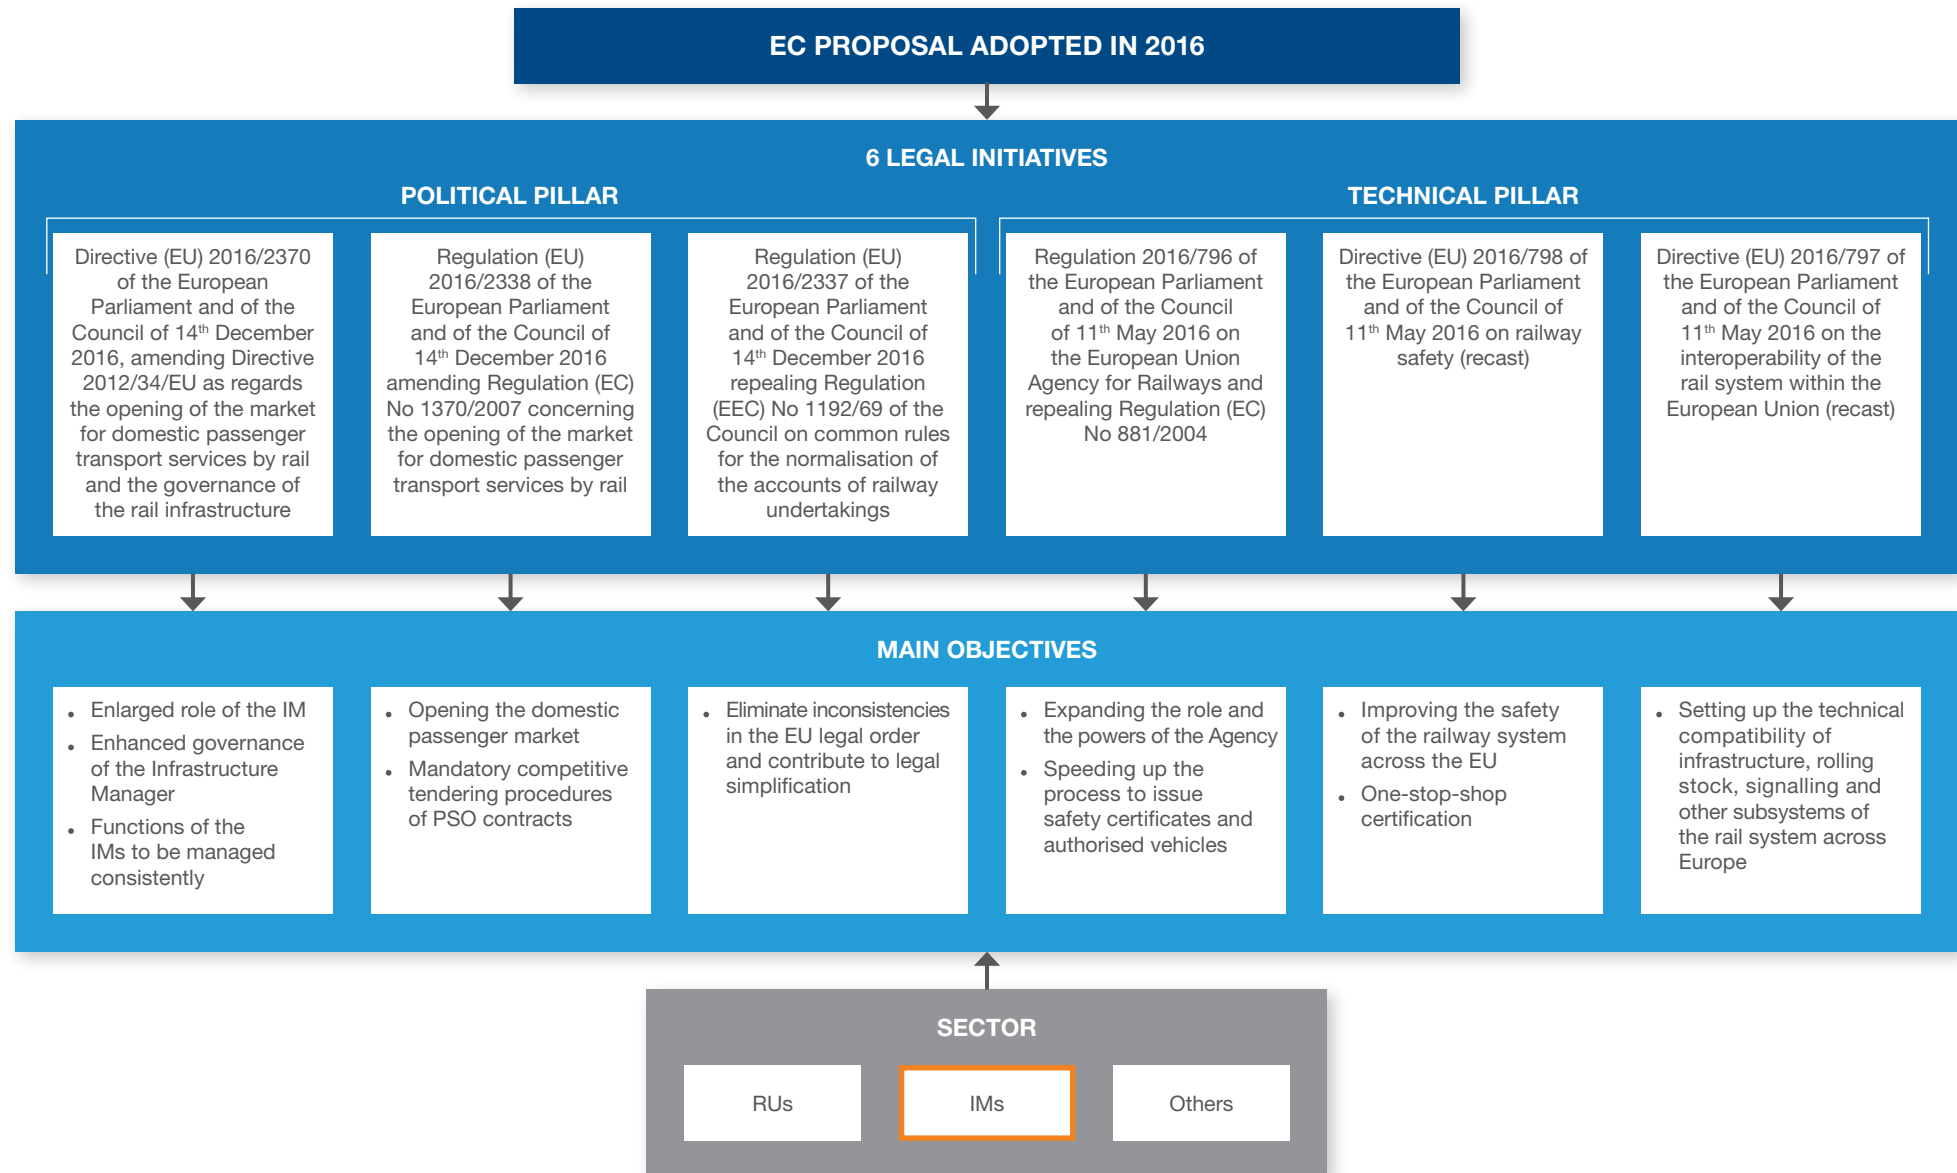 EC PROPOSAL ADOPTED IN 2016
6 LEGAL INITIATIVES
POLITICAL PILLAR
TECHNICAL PILLAR
Directive (EU) 2016/2370
of the European
Parliament and of the
Council of 14th December
2016, amending Directive
2012/34/EU as regards
the opening of the market
for domestic passenger
transport services by rail
and the governance of
the rail infrastructure
Regulation (EU)
2016/2338 of the
European Parliament
and of the Council of
14th December 2016
amending Regulation (EC)
No 1370/2007 concerning
the opening of the market
for domestic passenger
transport services by rail
Regulation (EU)
2016/2337 of the
European Parliament
and of the Council of
14th December 2016
repealing Regulation
(EEC) No 1192/69 of the
Council on common rules
for the normalisation of
the accounts of railway
undertakings
Regulation 2016/796 of
the European Parliament
and of the Council
of 11th May 2016 on
the European Union
Agency for Railways and
repealing Regulation (EC)
No 881/2004
Directive (EU) 2016/798 of
the European Parliament
and of the Council of
11th May 2016 on railway
safety (recast)
Directive (EU) 2016/797 of
the European Parliament
and of the Council of
11th May 2016 on the
interoperability of the
rail system within the
European Union (recast)
MAIN OBJECTIVES
• Enlarged role of the IM
• Enhanced governance
of the Infrastructure
Manager
• Functions of the
IMs to be managed
consistently
• Opening the domestic
passenger market
• Mandatory competitive
tendering procedures
of PSO contracts
• Eliminate inconsistencies
in the EU legal order
and contribute to legal
simplification
• Expanding the role and
the powers of the Agency
• Speeding up the
process to issue
safety certificates and
authorised vehicles
• Improving the safety
of the railway system
across the EU
• One-stop-shop
certification
• Setting up the technical
compatibility of
infrastructure, rolling
stock, signalling and
other subsystems of
the rail system across
Europe
SECTOR
RUs
IMs
Others